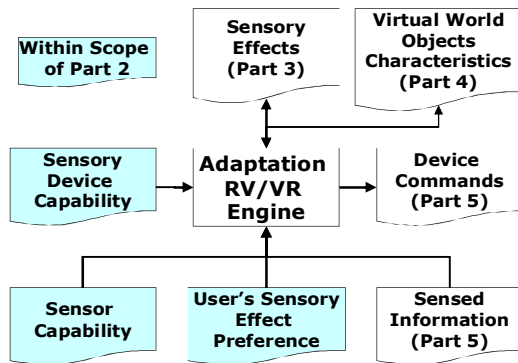 Within Scope
of Part 2
Sensory
Effects
(Part 3)
Virtual World
Objects
Characteristics
(Part 4)
Sensory
Device
Capability
Adaptation
RV/VR
Engine
Device
Commands
(Part 5)
Sensor
Capability
User's Sensory
Effect
Preference
Sensed
Information
(Part 5)